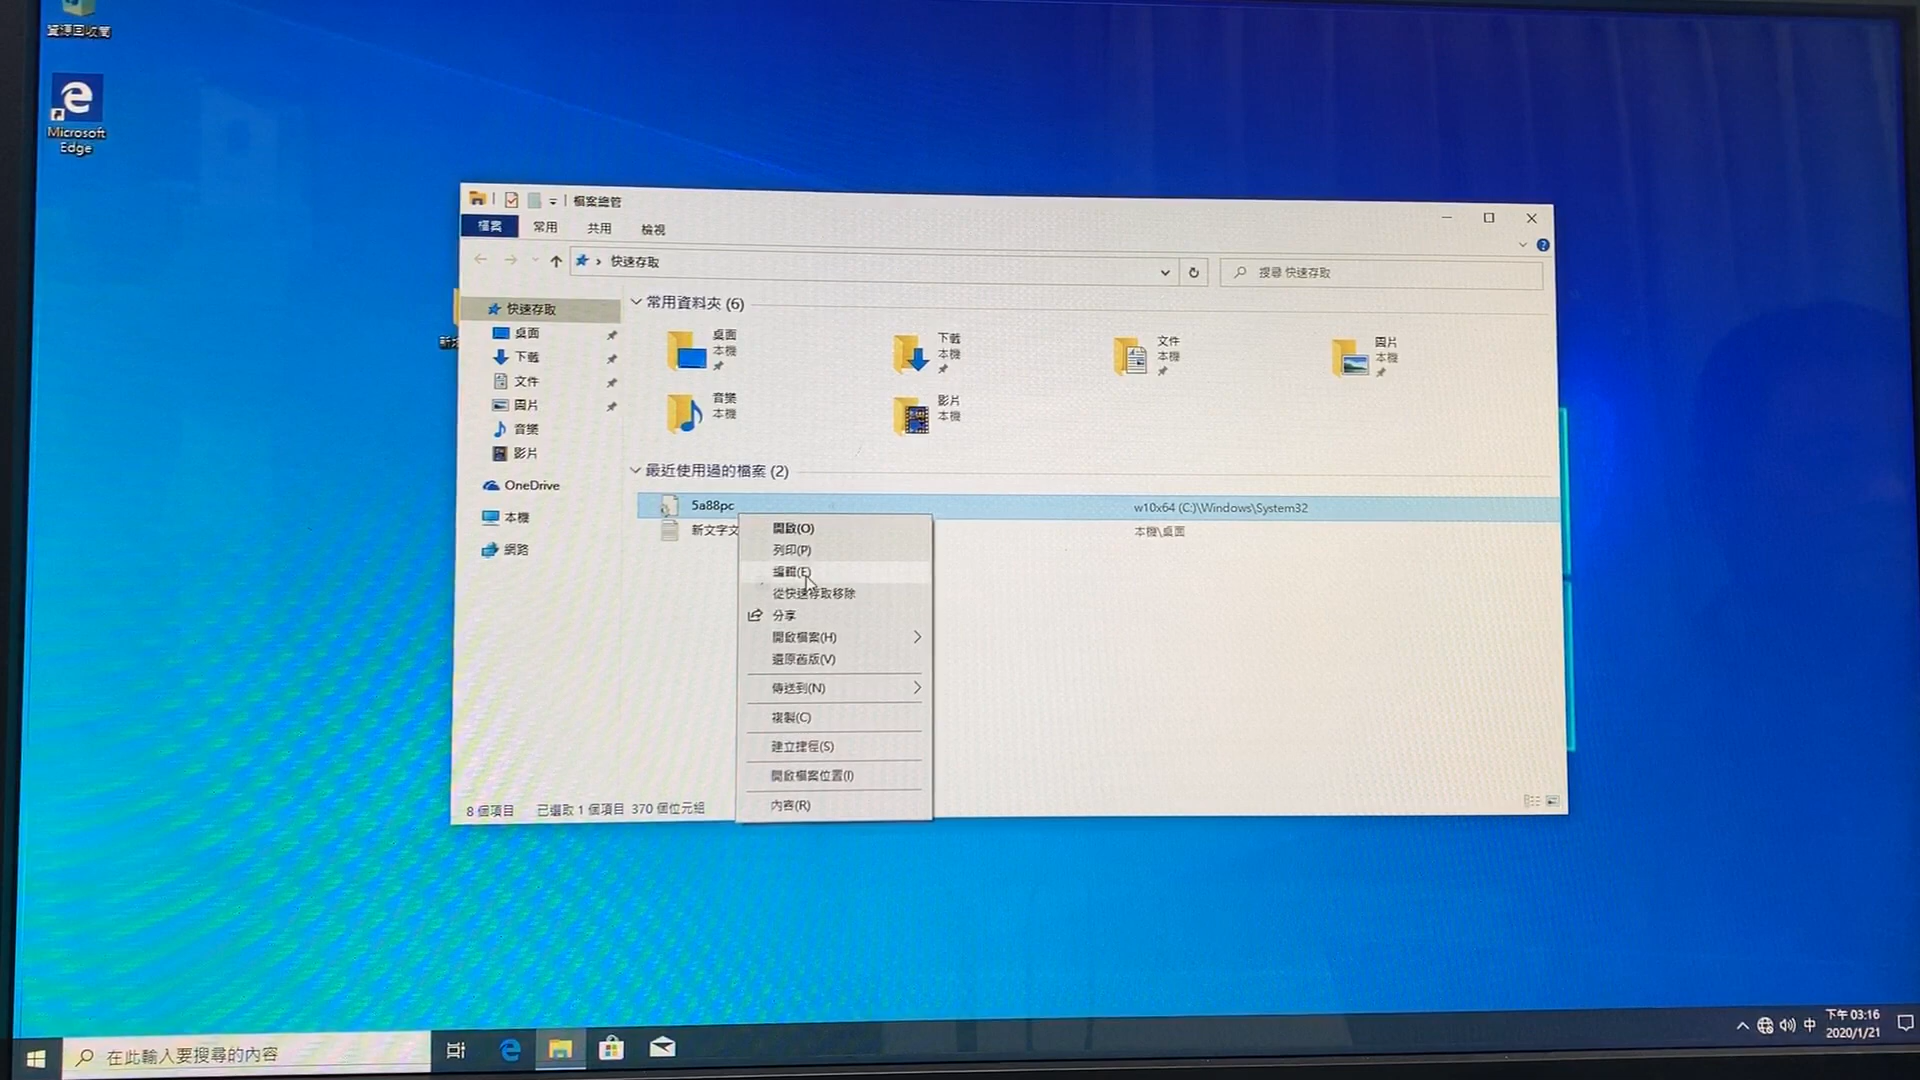 資源回收筒
Microsoft
Edge
檔案總管
檔案
常用
共用
檢視
快速存取
搜尋 快速存取
快速存取
桌面
下載
文件
圖片
音樂
影片
OneDrive
本機
網路
常用資料夾 (6)
桌面
本機
下載
本機
文件
本機
圖片
本機
音樂
本機
影片
本機
最近使用過的檔案 (2)
5a88pc
w10x64 (C:)\Windows\System32
新文字文
本機\桌面
開啟(O)
列印(P)
編輯(E)
從快速存取移除
分享
開啟檔案(H)
還原舊版(V)
傳送到(N)
複製(C)
建立捷徑(S)
開啟檔案位置(I)
內容(R)
8 個項目
已選取 1 個項目 370 個位元組
在此輸入要搜尋的內容
中
下午 03:16
2020/1/21